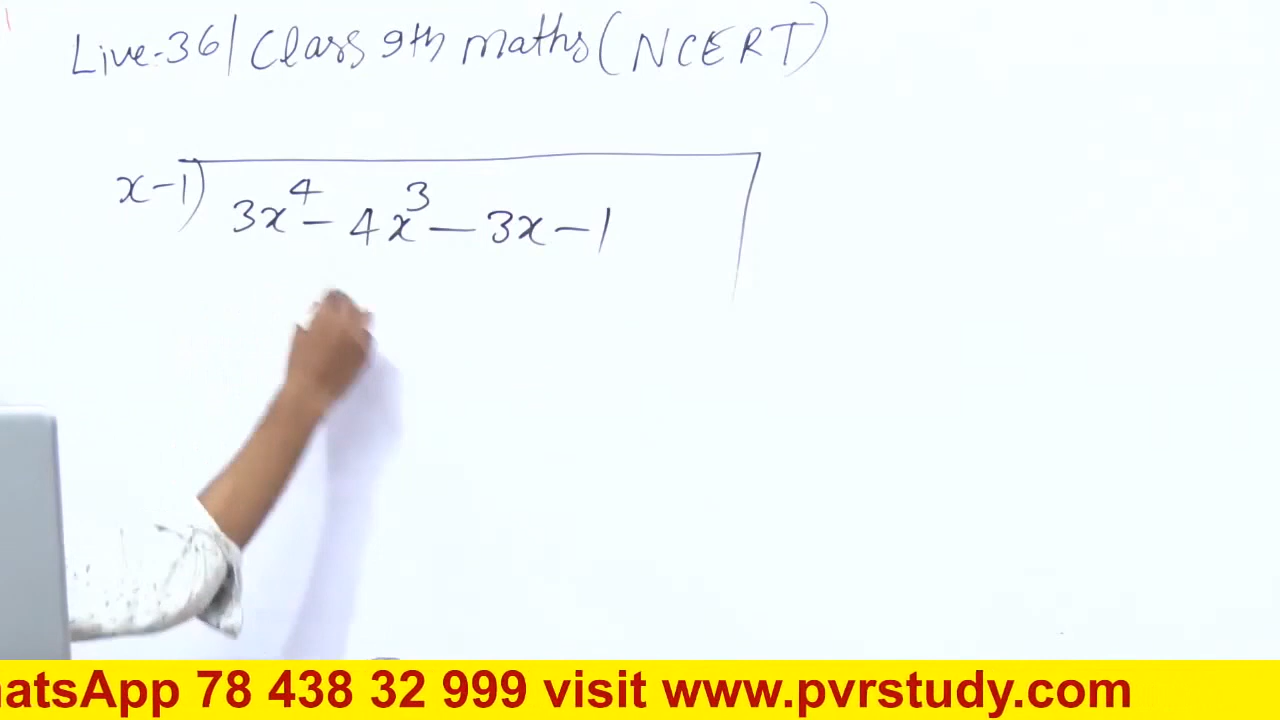 Live-36/ Class 9th maths (NCERT)
x-1) 3x⁴ - 4x³ - 3x - 1
78 438 32 999 visit www.pvrstudy.com